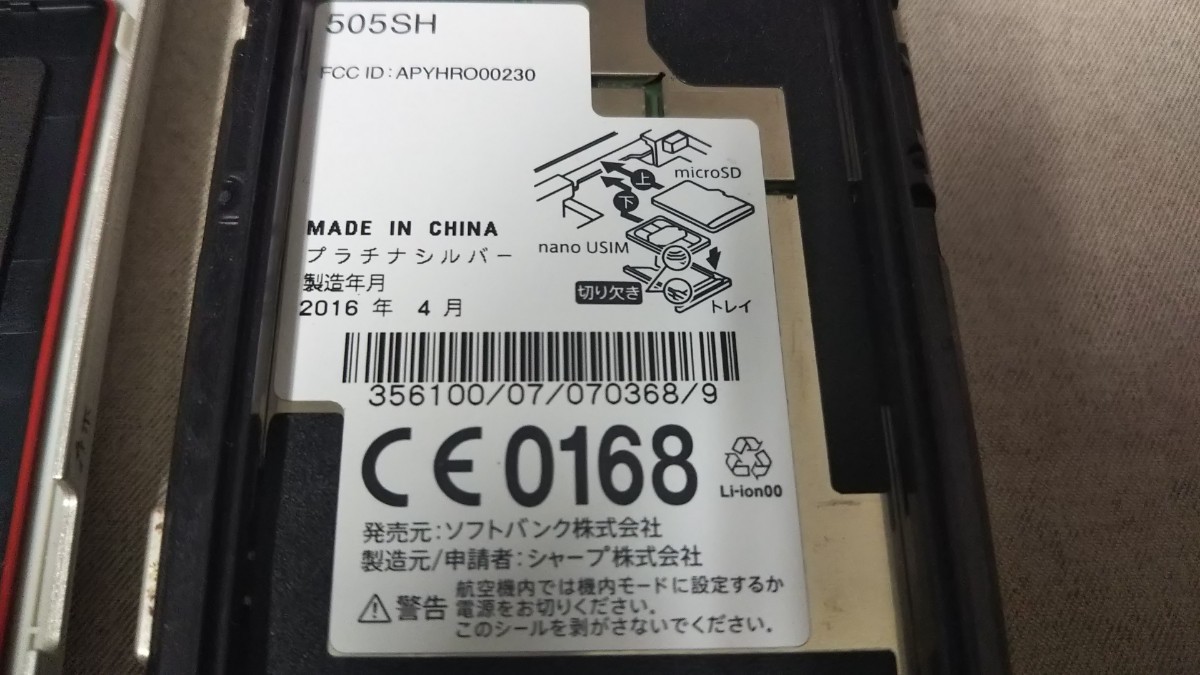 505SH
FCC ID:APYHRO00230
microSD
上
下
nano USIM
切り欠き
トレイ
MADE IN CHINA
プラチナシルバー
製造年月
2016 年 4 月
356100/07/070368/9
CE0168
Li-ion00
発売元:ソフトバンク株式会社
製造元/申請者:シャープ株式会社
警告
航空機内では機内モードに設定するか
電源をお切りください。
このシールを剥がさないでください。